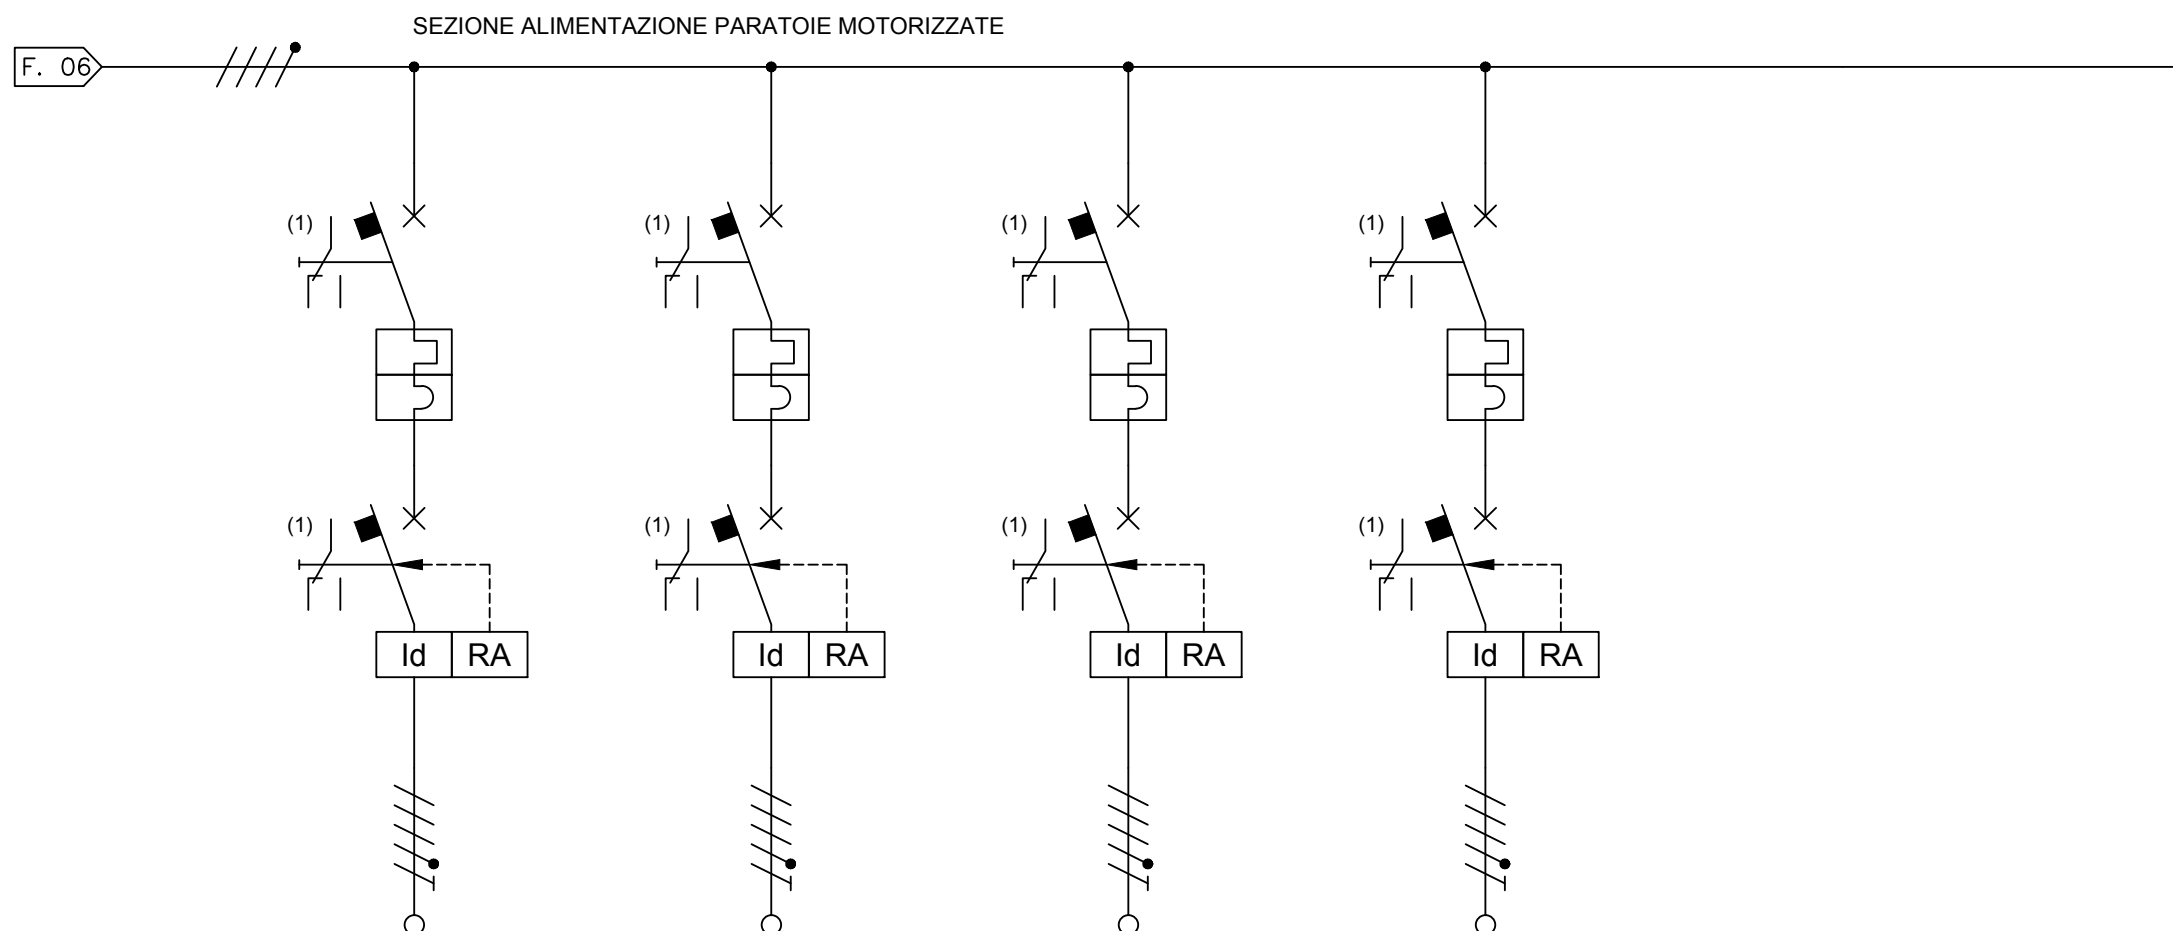 SEZIONE ALIMENTAZIONE PARATOIE MOTORIZZATE
F. 06
(1) (1) (1) (1)
(1) (1) (1) (1)
Id RA Id RA Id RA Id RA